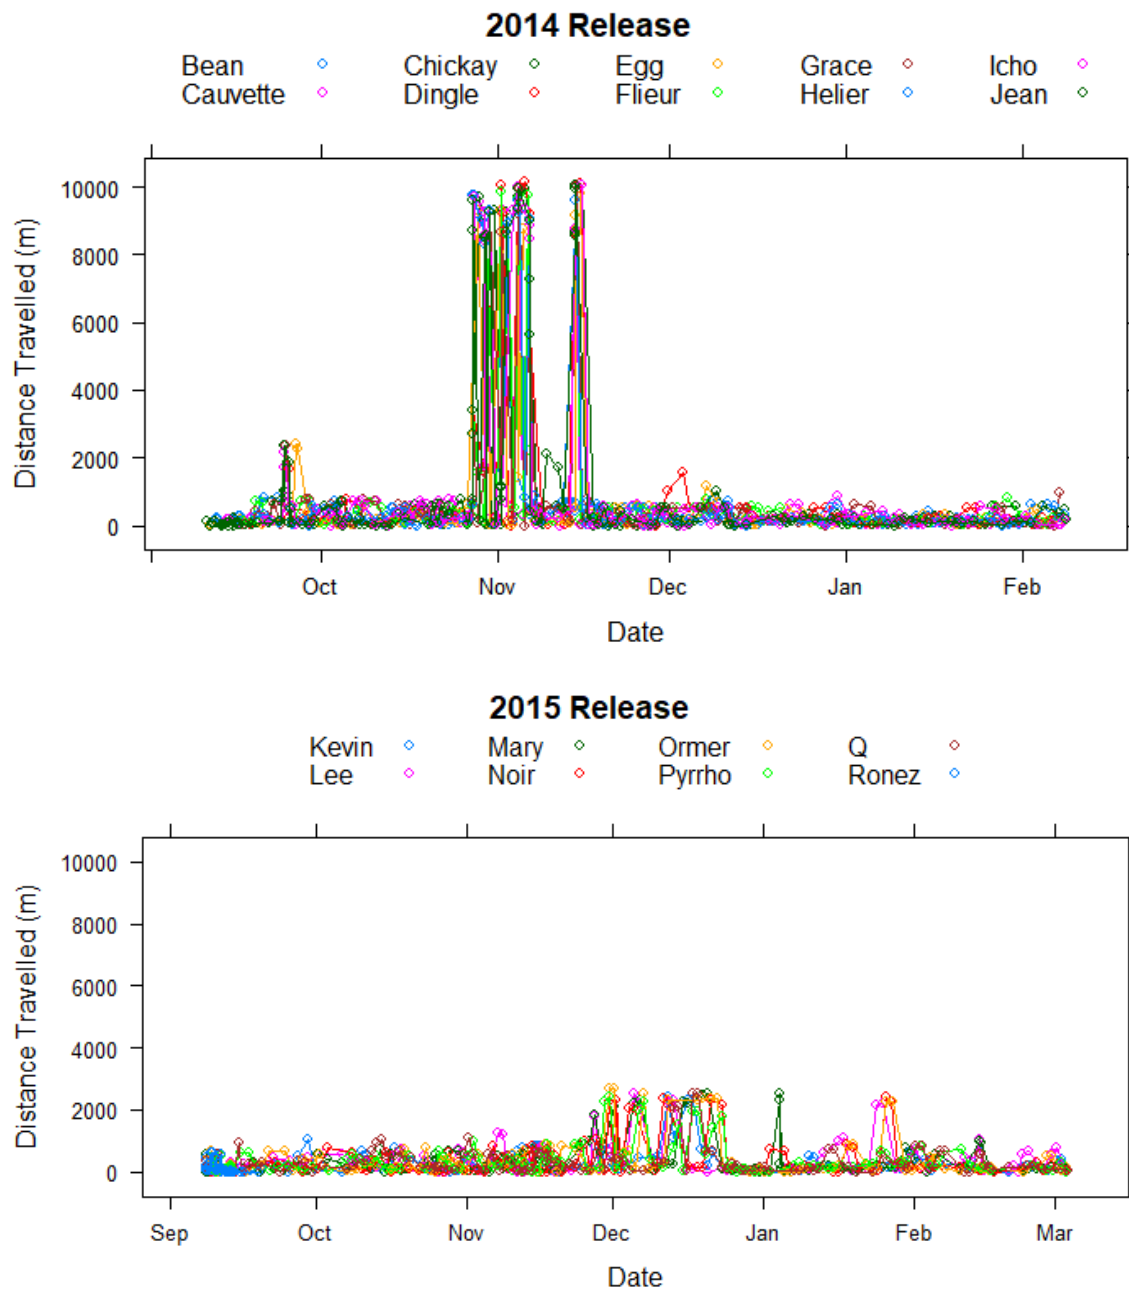 2014 Release
Bean Chickay Egg Grace Icho
Cauvette Dingle Flieur Helier Jean
10000
8000
6000
4000
2000
0
Distance Travelled (m)
Oct Nov Dec Jan Feb
Date
2015 Release
Kevin Mary Ormer Q
Lee Noir Pyrrho Ronez
10000
8000
6000
4000
2000
0
Distance Travelled (m)
Sep Oct Nov Dec Jan Feb Mar
Date